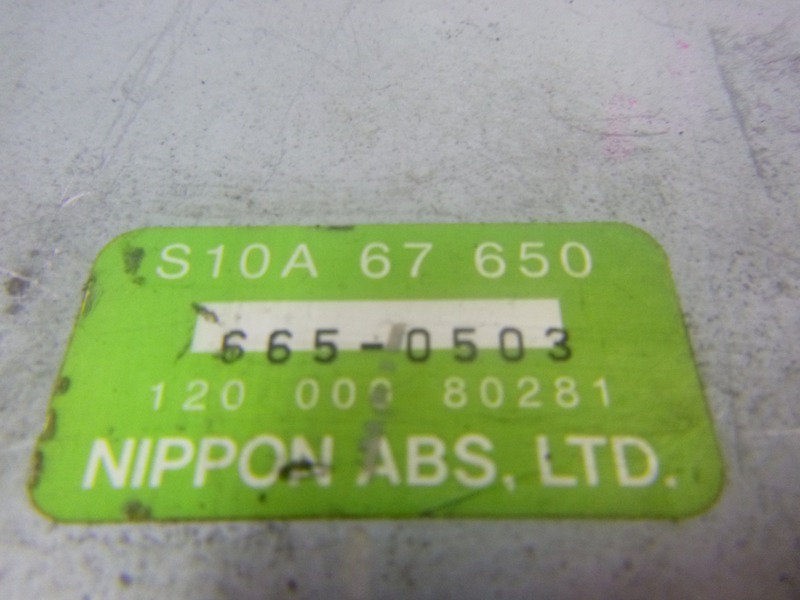 S10A 67 650
665-0503
120 000 80281
NIPPON ABS, LTD.